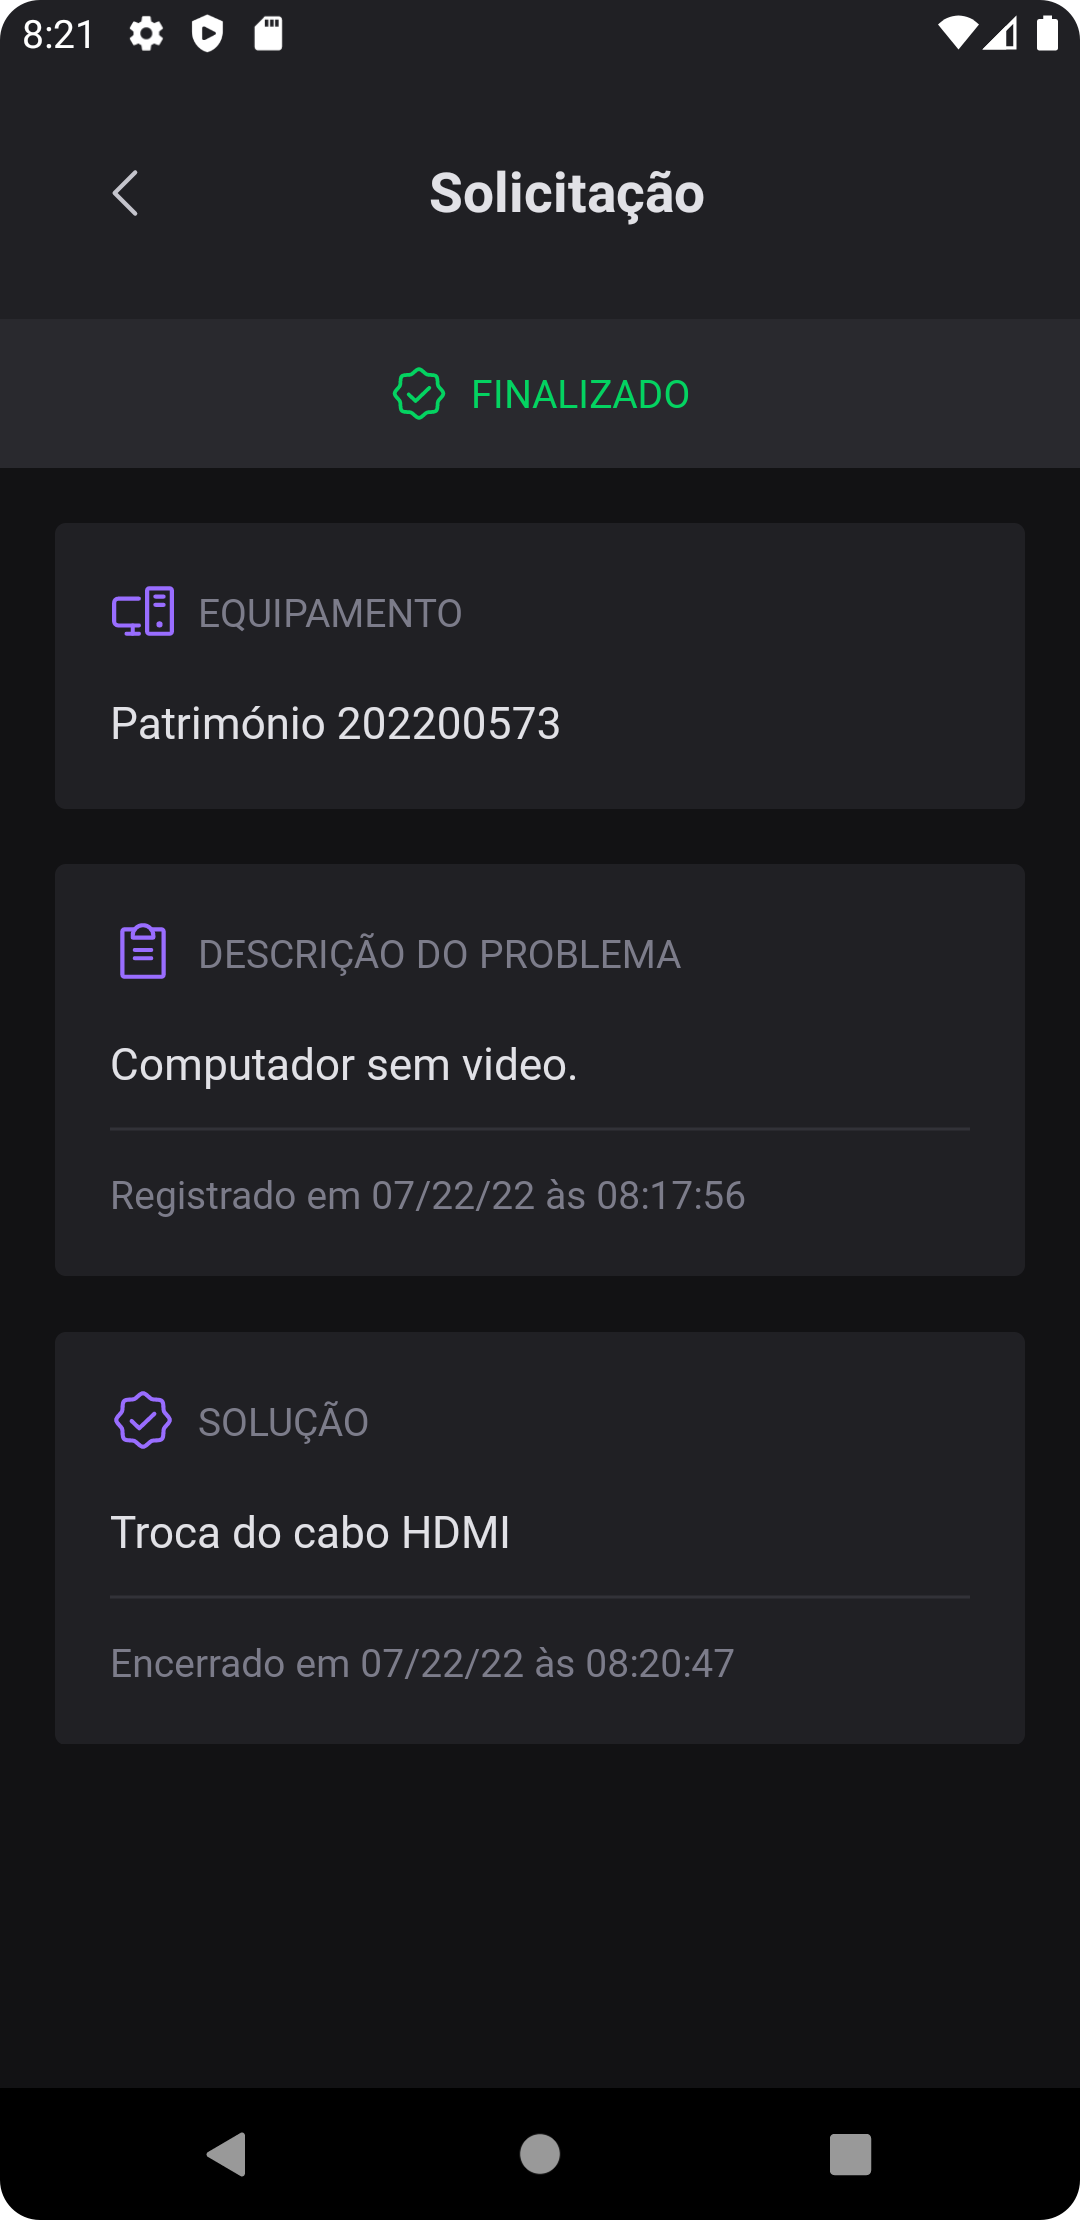 8:21
Solicitação
FINALIZADO
EQUIPAMENTO
Património 202200573
DESCRIÇÃO DO PROBLEMA
Computador sem video.
Registrado em 07/22/22 às 08:17:56
SOLUÇÃO
Troca do cabo HDMI
Encerrado em 07/22/22 às 08:20:47